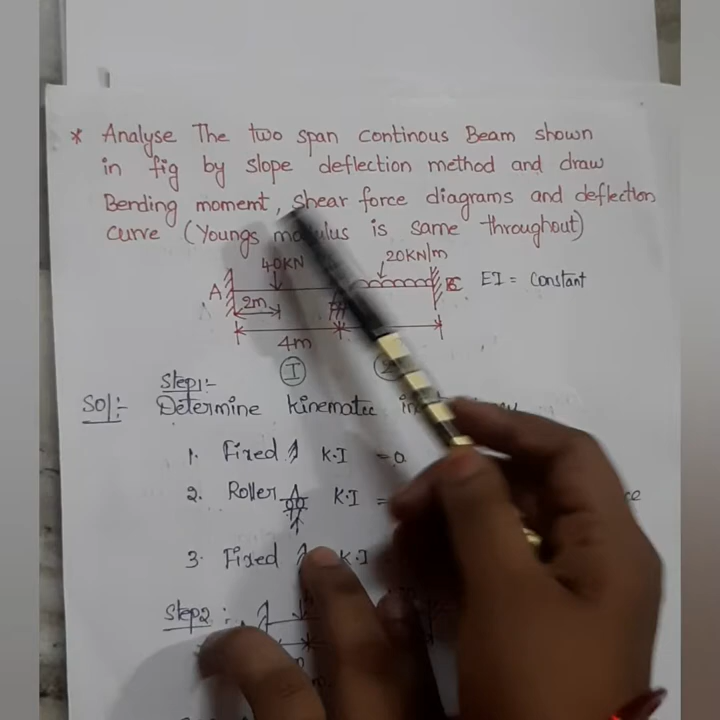 * Analyse The two span continous Beam shown
in fig by slope deflection method and draw
Bending moment, shear force diagrams and deflection
curve (Youngs modulus is same throughout)
40KN
20KN/m
A
EI = Constant
2m
4m
I
2
Step1:-
Sol:- Determine Kinematic
1. Fixed K.I = 0
2. Roller K.I =
3. Fixed K.I
Step2: